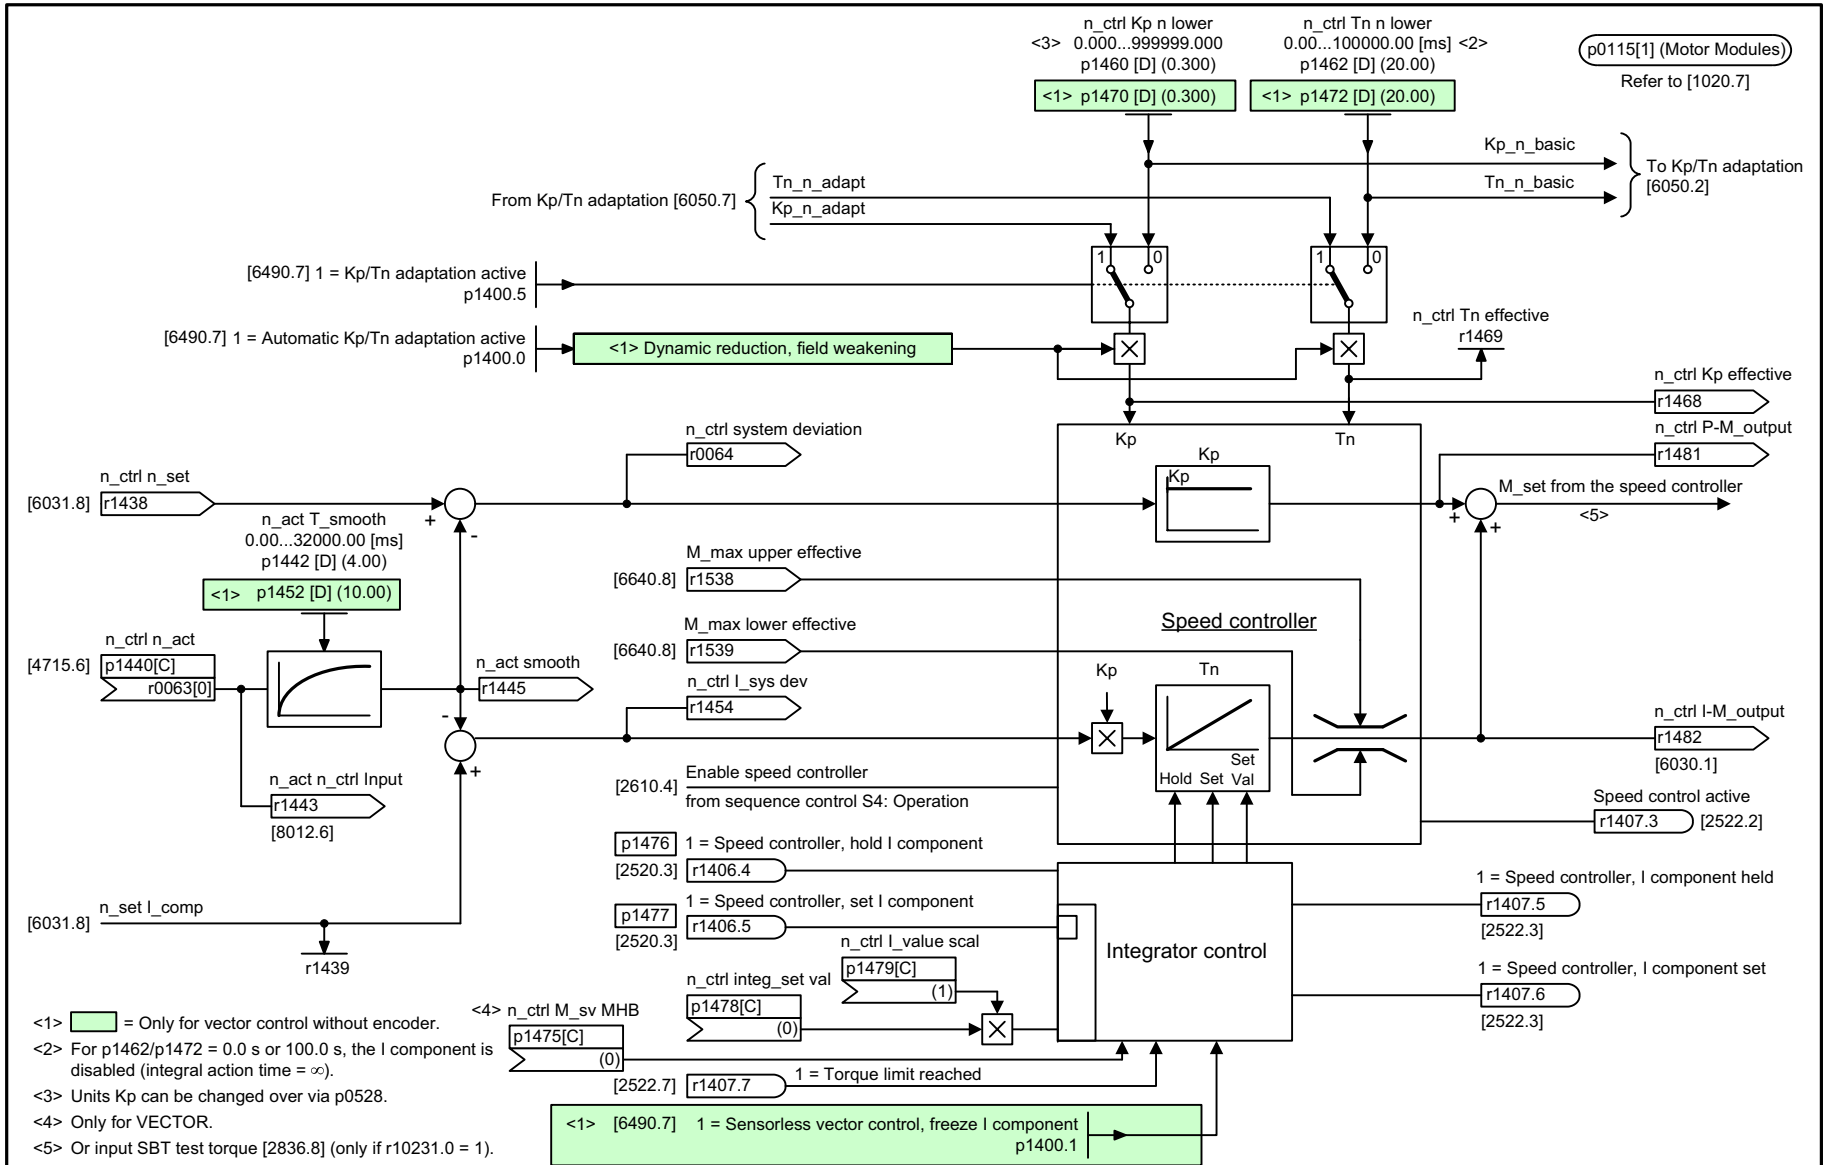 n_ctrl Kp n lower
<3> 0.000...999999.000
p1460 [D] (0.300)
<1> p1470 [D] (0.300)
n_ctrl Tn n lower
0.00...100000.00 [ms] <2>
p1462 [D] (20.00)
<1> p1472 [D] (20.00)
p0115[1] (Motor Modules)
Refer to [1020.7]
Kp_n_basic
Tn_n_basic
To Kp/Tn adaptation
[6050.2]
From Kp/Tn adaptation [6050.7]
Tn_n_adapt
Kp_n_adapt
1 0
1 0
[6490.7] 1 = Kp/Tn adaptation active
p1400.5
[6490.7] 1 = Automatic Kp/Tn adaptation active
p1400.0
<1> Dynamic reduction, field weakening
n_ctrl Tn effective
r1469
n_ctrl Kp effective
r1468
n_ctrl P-M_output
r1481
n_ctrl system deviation
r0064
Kp
Tn
Kp
Kp
n_ctrl n_set
[6031.8] r1438
+
-
M_set from the speed controller
<5>
+
+
n_act T_smooth
0.00...32000.00 [ms]
p1442 [D] (4.00)
<1> p1452 [D] (10.00)
M_max upper effective
[6640.8] r1538
M_max lower effective
[6640.8] r1539
Speed controller
n_ctrl n_act
[4715.6] p1440[C]
r0063[0]
n_act smooth
r1445
n_ctrl I_sys dev
r1454
Kp
Tn
-
+
Set
Hold Set Val
n_ctrl I-M_output
r1482
[6030.1]
n_act n_ctrl Input
r1443
[8012.6]
[2610.4] Enable speed controller
from sequence control S4: Operation
Speed control active
r1407.3 [2522.2]
p1476 1 = Speed controller, hold I component
[2520.3] r1406.4
p1477 1 = Speed controller, set I component
[2520.3] r1406.5
1 = Speed controller, I component held
r1407.5
[2522.3]
Integrator control
1 = Speed controller, I component set
r1407.6
[2522.3]
[6031.8] n_set I_comp
r1439
n_ctrl I_value scal
p1479[C]
(1)
n_ctrl integ_set val
p1478[C]
(0)
<4> n_ctrl M_sv MHB
p1475[C]
(0)
[2522.7] r1407.7 1 = Torque limit reached
<1> [6490.7] 1 = Sensorless vector control, freeze I component
p1400.1
<1> = Only for vector control without encoder.
<2> For p1462/p1472 = 0.0 s or 100.0 s, the I component is
disabled (integral action time = ∞).
<3> Units Kp can be changed over via p0528.
<4> Only for VECTOR.
<5> Or input SBT test torque [2836.8] (only if r10231.0 = 1).